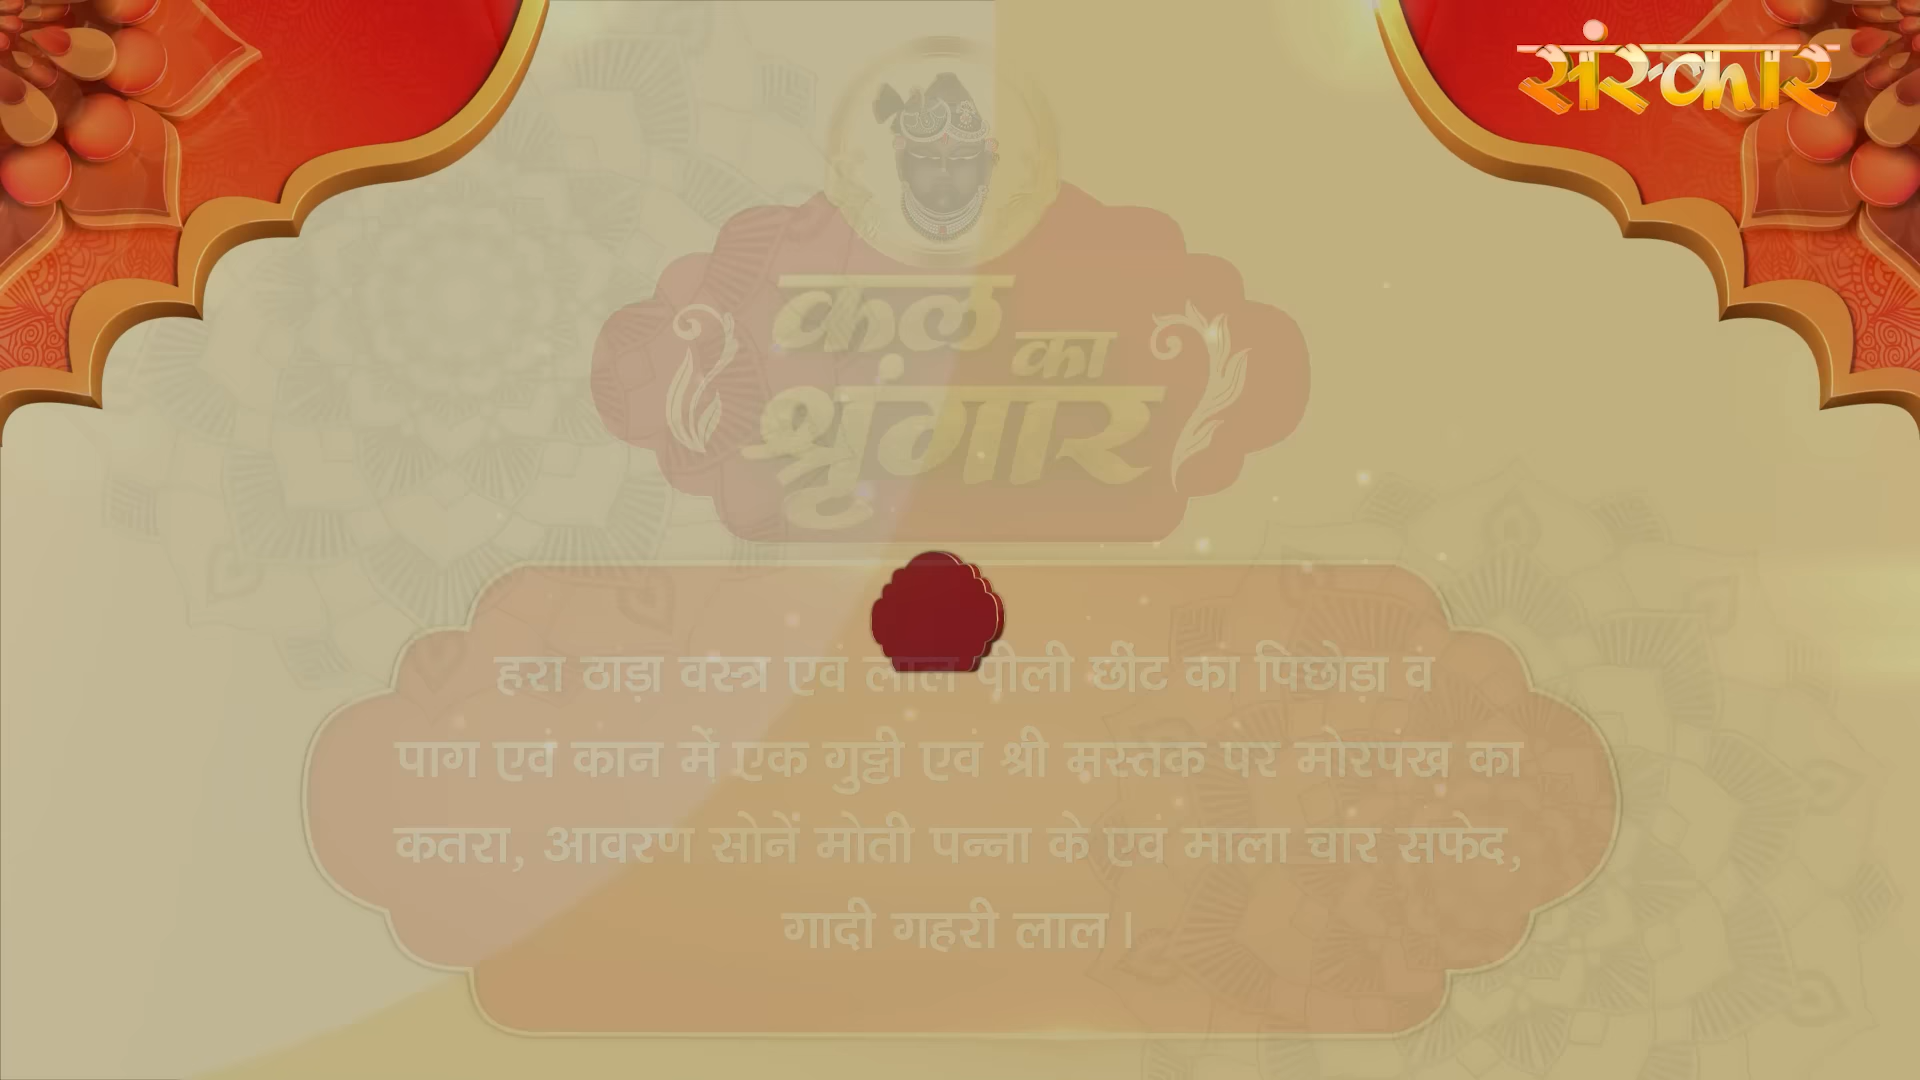 संस्कार
कल का
श्रृंगार
हरा ठाड़ा वस्त्र एवं लाल पीली छींट का पिछोड़ा व
पाग एवं कान में एक गुट्टी एवं श्री मस्तक पर मोरपंख का
कतरा, आवरण सोनें मोती पन्ना के एवं माला चार सफेद,
गादी गहरी लाल।